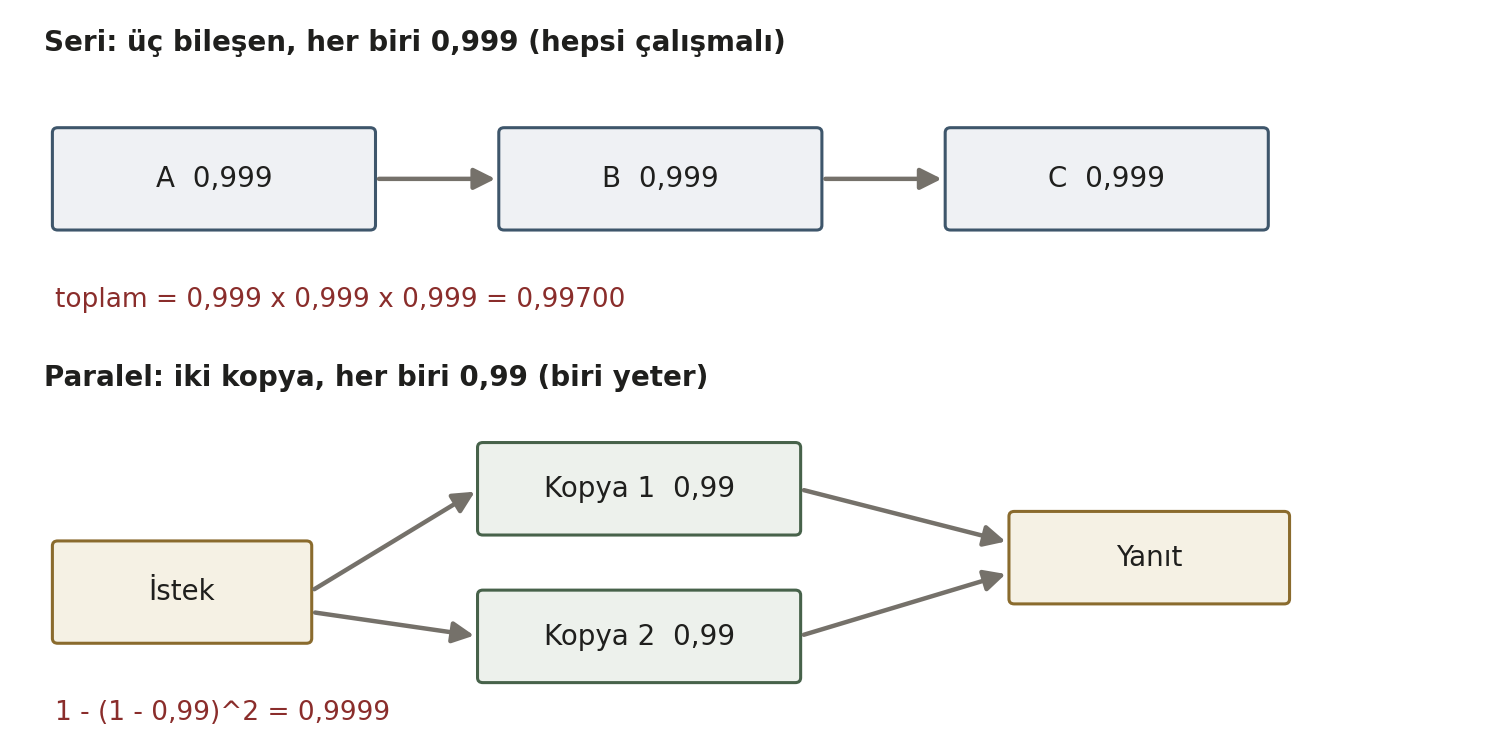 Seri: üç bileşen, her biri 0,999 (hepsi çalışmalı)
A  0,999
B  0,999
C  0,999
toplam = 0,999 x 0,999 x 0,999 = 0,99700
Paralel: iki kopya, her biri 0,99 (biri yeter)
Kopya 1  0,99
Yanıt
İstek
Kopya 2  0,99
1 - (1 - 0,99)^2 = 0,9999